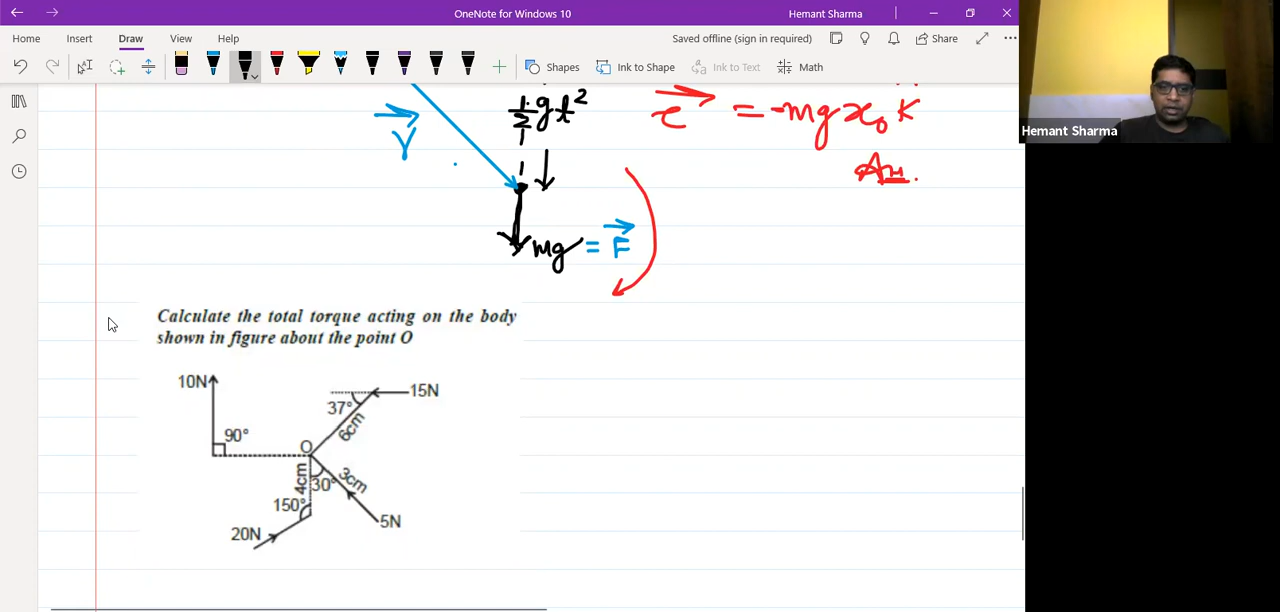 OneNote for Windows 10
Hemant Sharma
Home Insert Draw View Help
Saved offline (sign in required)
Share
Shapes Ink to Shape Ink to Text Math
Hemant Sharma
V
1/2 gt²
τ = -mg x₀ K
Ans.
mg = F
Calculate the total torque acting on the body
shown in figure about the point O
10N
90°
O
37°
6cm
15N
4cm
30°
3cm
150°
20N
5N